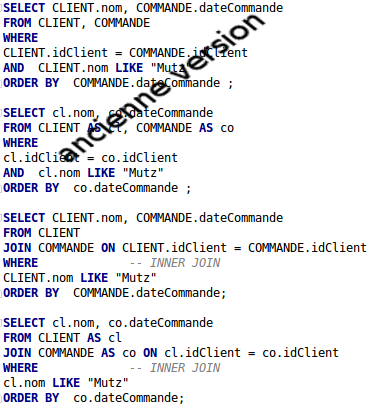 SELECT CLIENT.nom, COMMANDE.dateCommande
FROM CLIENT, COMMANDE
WHERE
CLIENT.idClient = COMMANDE.idClient
AND  CLIENT.nom LIKE "Mutz"
ORDER BY  COMMANDE.dateCommande ;
ancienne version
SELECT cl.nom, co.dateCommande
FROM CLIENT AS cl, COMMANDE AS co
WHERE
cl.idClient = co.idClient
AND  cl.nom LIKE "Mutz"
ORDER BY  co.dateCommande ;
SELECT CLIENT.nom, COMMANDE.dateCommande
FROM CLIENT
JOIN COMMANDE ON CLIENT.idClient = COMMANDE.idClient
WHERE -- INNER JOIN
CLIENT.nom LIKE "Mutz"
ORDER BY  COMMANDE.dateCommande;
SELECT cl.nom, co.dateCommande
FROM CLIENT AS cl
JOIN COMMANDE AS co ON cl.idClient = co.idClient
WHERE -- INNER JOIN
cl.nom LIKE "Mutz"
ORDER BY  co.dateCommande;